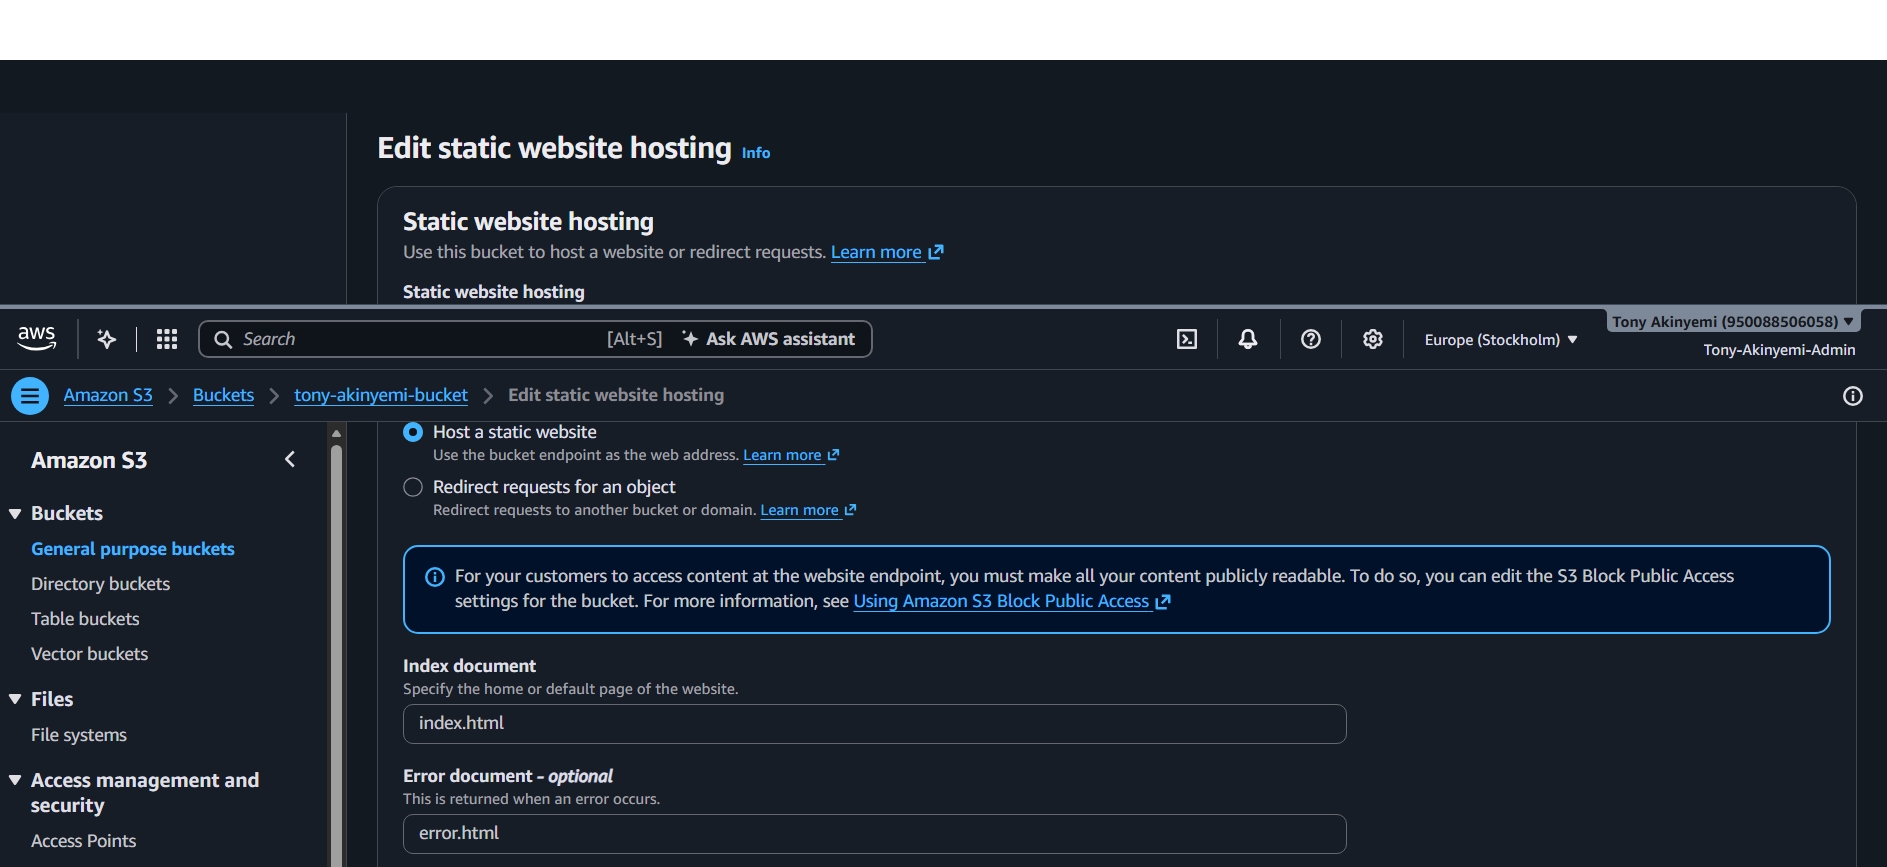 Edit static website hosting Info
Static website hosting
Use this bucket to host a website or redirect requests. Learn more
Static website hosting
aws
Search
[Alt+S]
Ask AWS assistant
Europe (Stockholm)
Tony Akinyemi (950088506058)
Tony-Akinyemi-Admin
Amazon S3
Buckets
tony-akinyemi-bucket
Edit static website hosting
Amazon S3
Buckets
General purpose buckets
Directory buckets
Table buckets
Vector buckets
Files
File systems
Access management and
security
Access Points
Host a static website
Use the bucket endpoint as the web address. Learn more
Redirect requests for an object
Redirect requests to another bucket or domain. Learn more
For your customers to access content at the website endpoint, you must make all your content publicly readable. To do so, you can edit the S3 Block Public Access
settings for the bucket. For more information, see Using Amazon S3 Block Public Access
Index document
Specify the home or default page of the website.
index.html
Error document - optional
This is returned when an error occurs.
error.html